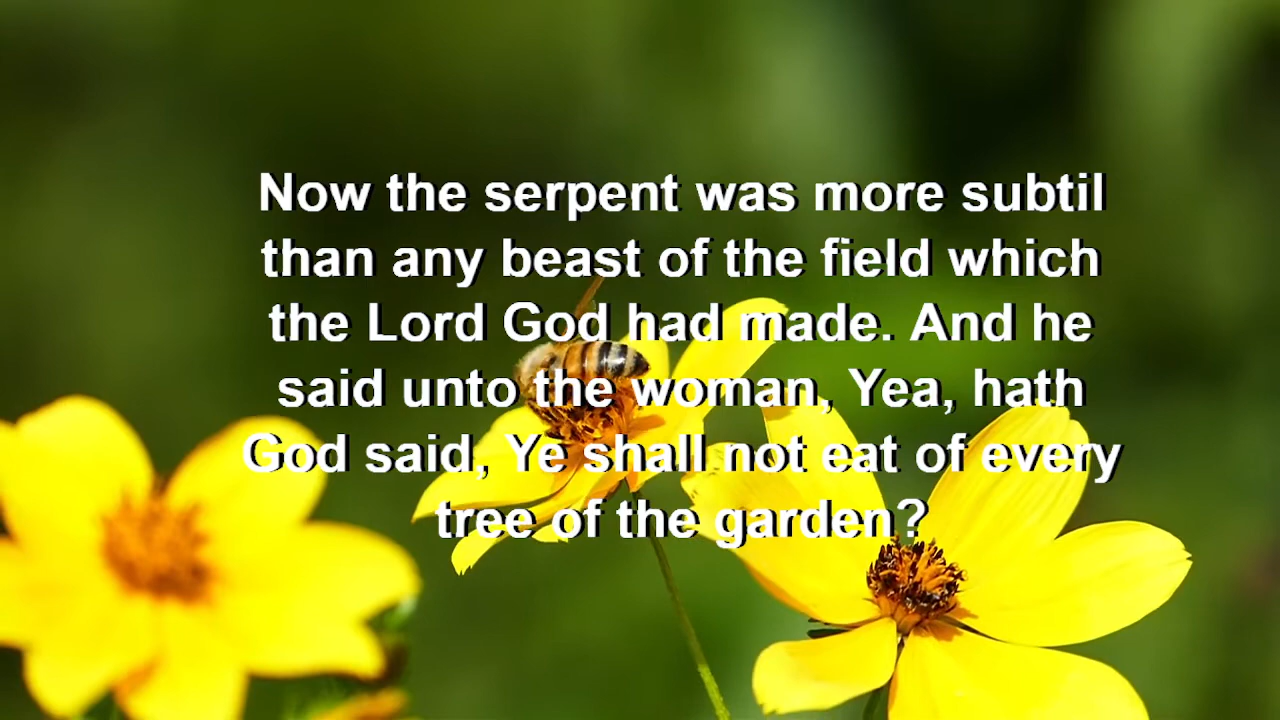 Now the serpent was more subtil
than any beast of the field which
the Lord God had made. And he
said unto the woman, Yea, hath
God said, Ye shall not eat of every
tree of the garden?